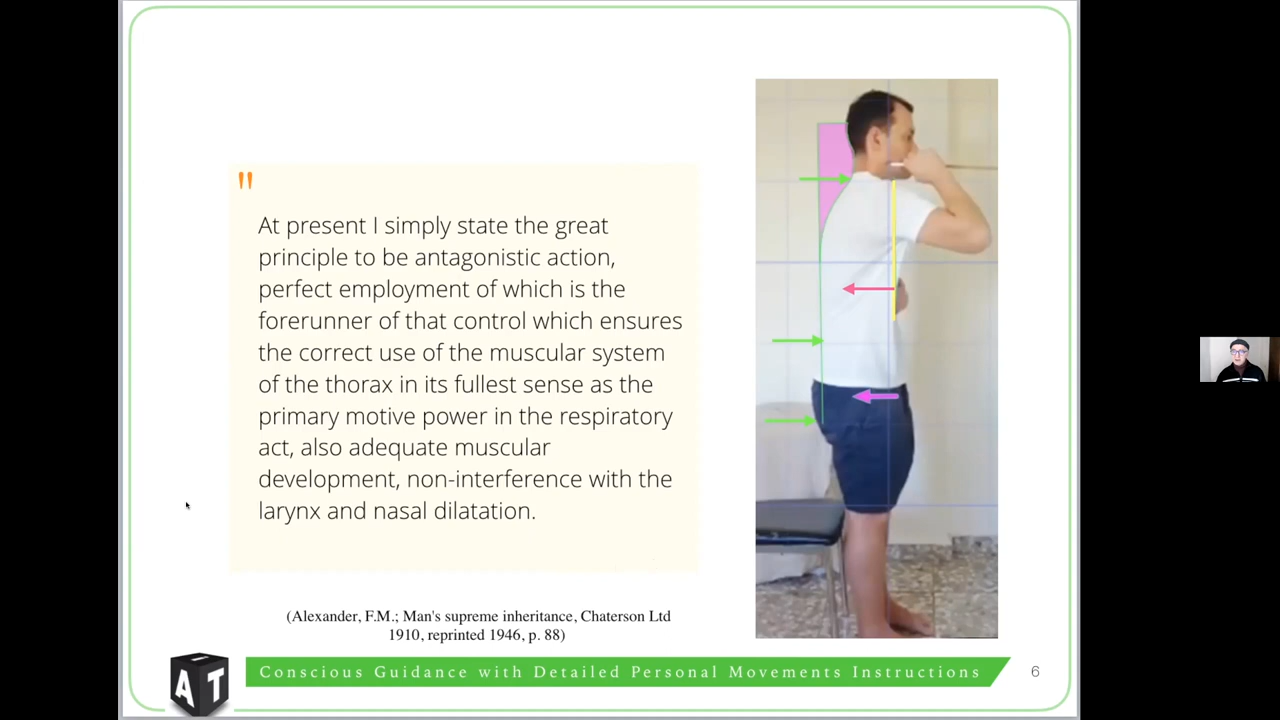 "
At present I simply state the great
principle to be antagonistic action,
perfect employment of which is the
forerunner of that control which ensures
the correct use of the muscular system
of the thorax in its fullest sense as the
primary motive power in the respiratory
act, also adequate muscular
development, non-interference with the
larynx and nasal dilatation.
(Alexander, F.M.; Man's supreme inheritance, Chaterson Ltd
1910, reprinted 1946, p. 88)
AT
Conscious Guidance with Detailed Personal Movements Instructions
6